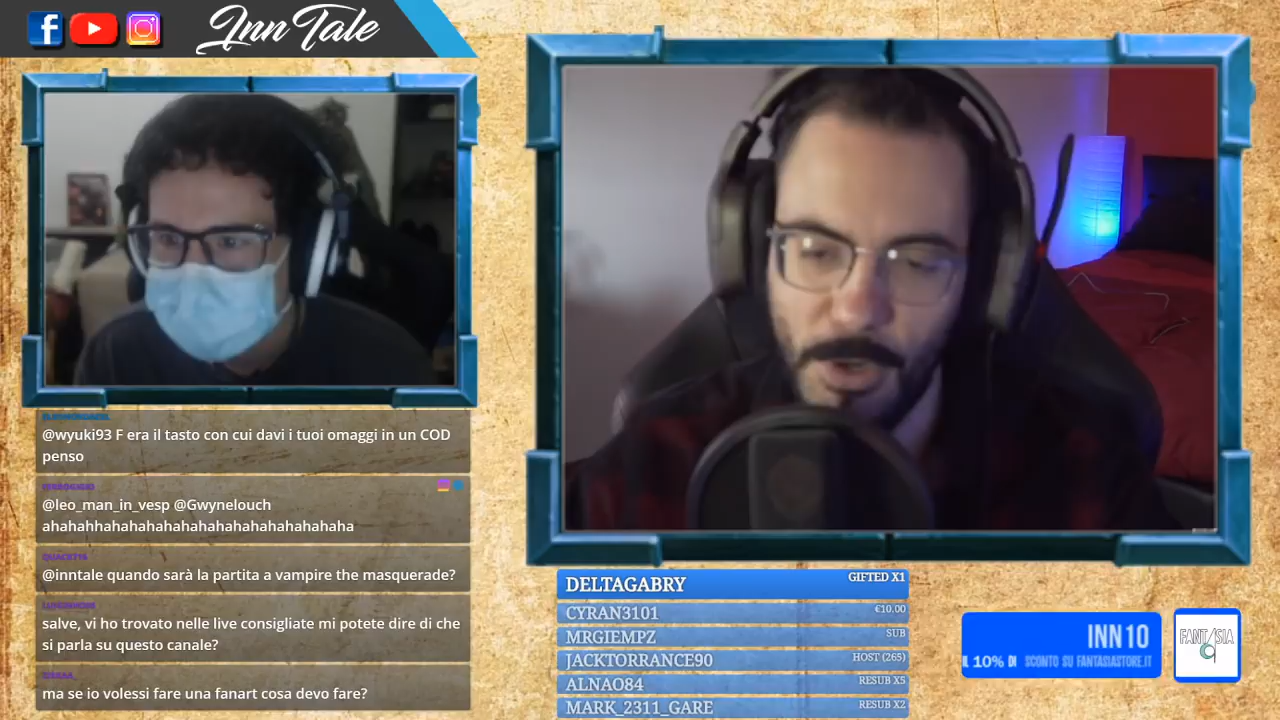 Inn Tale
@wyuki93 F era il tasto con cui davi i tuoi omaggi in un COD
penso
@leo_man_in_vesp @Gwynelouch
ahahahhahahahahahahahahahahahahahaha
@inntale quando sarà la partita a vampire the masquerade?
salve, vi ho trovato nelle live consigliate mi potete dire di che
si parla su questo canale?
ma se io volessi fare una fanart cosa devo fare?
DELTAGABRY GIFTED X1
CYRAN3101 €10.00
MRGIEMPZ SUB
JACKTORRANCE90 HOST (265)
ALNAO84 RESUB X5
MARK_2311_GARE RESUB X2
INN10
IL 10% DI SCONTO SU FANTASIASTORE.IT
FANTASIA